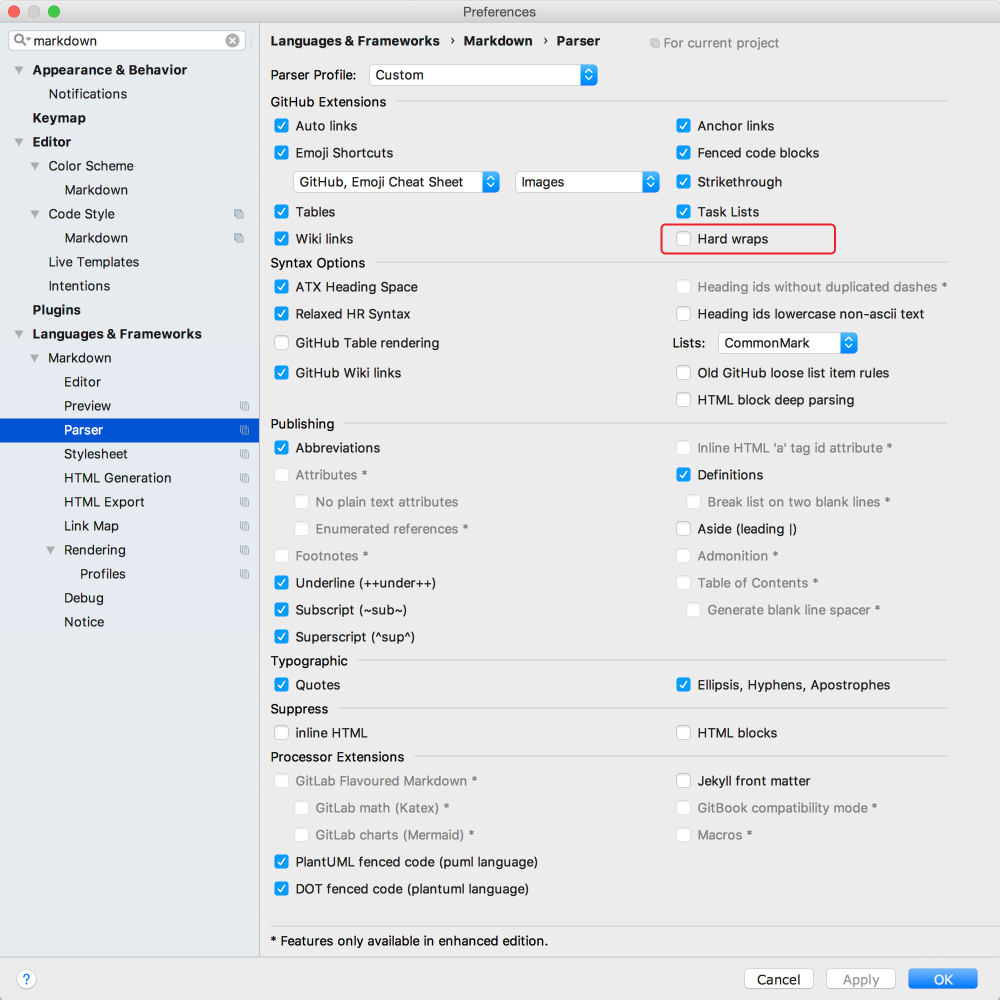 Preferences
markdown
Appearance & Behavior
Notifications
Keymap
Editor
Color Scheme
Markdown
Code Style
Markdown
Live Templates
Intentions
Plugins
Languages & Frameworks
Markdown
Editor
Preview
Parser
Stylesheet
HTML Generation
HTML Export
Link Map
Rendering
Profiles
Debug
Notice
Languages & Frameworks › Markdown › Parser For current project
Parser Profile: Custom
GitHub Extensions
Auto links Anchor links
Emoji Shortcuts Fenced code blocks
GitHub, Emoji Cheat Sheet Images Strikethrough
Tables Task Lists
Wiki links Hard wraps
Syntax Options
ATX Heading Space Heading ids without duplicated dashes *
Relaxed HR Syntax Heading ids lowercase non-ascii text
GitHub Table rendering Lists: CommonMark
GitHub Wiki links Old GitHub loose list item rules
HTML block deep parsing
Publishing
Abbreviations Inline HTML 'a' tag id attribute *
Attributes * Definitions
No plain text attributes Break list on two blank lines *
Enumerated references * Aside (leading |)
Footnotes * Admonition *
Underline (++under++) Table of Contents *
Subscript (~sub~) Generate blank line spacer *
Superscript (^sup^)
Typographic
Quotes Ellipsis, Hyphens, Apostrophes
Suppress
inline HTML HTML blocks
Processor Extensions
GitLab Flavoured Markdown * Jekyll front matter
GitLab math (Katex) * GitBook compatibility mode *
GitLab charts (Mermaid) * Macros *
PlantUML fenced code (puml language)
DOT fenced code (plantuml language)
* Features only available in enhanced edition.
? Cancel Apply OK